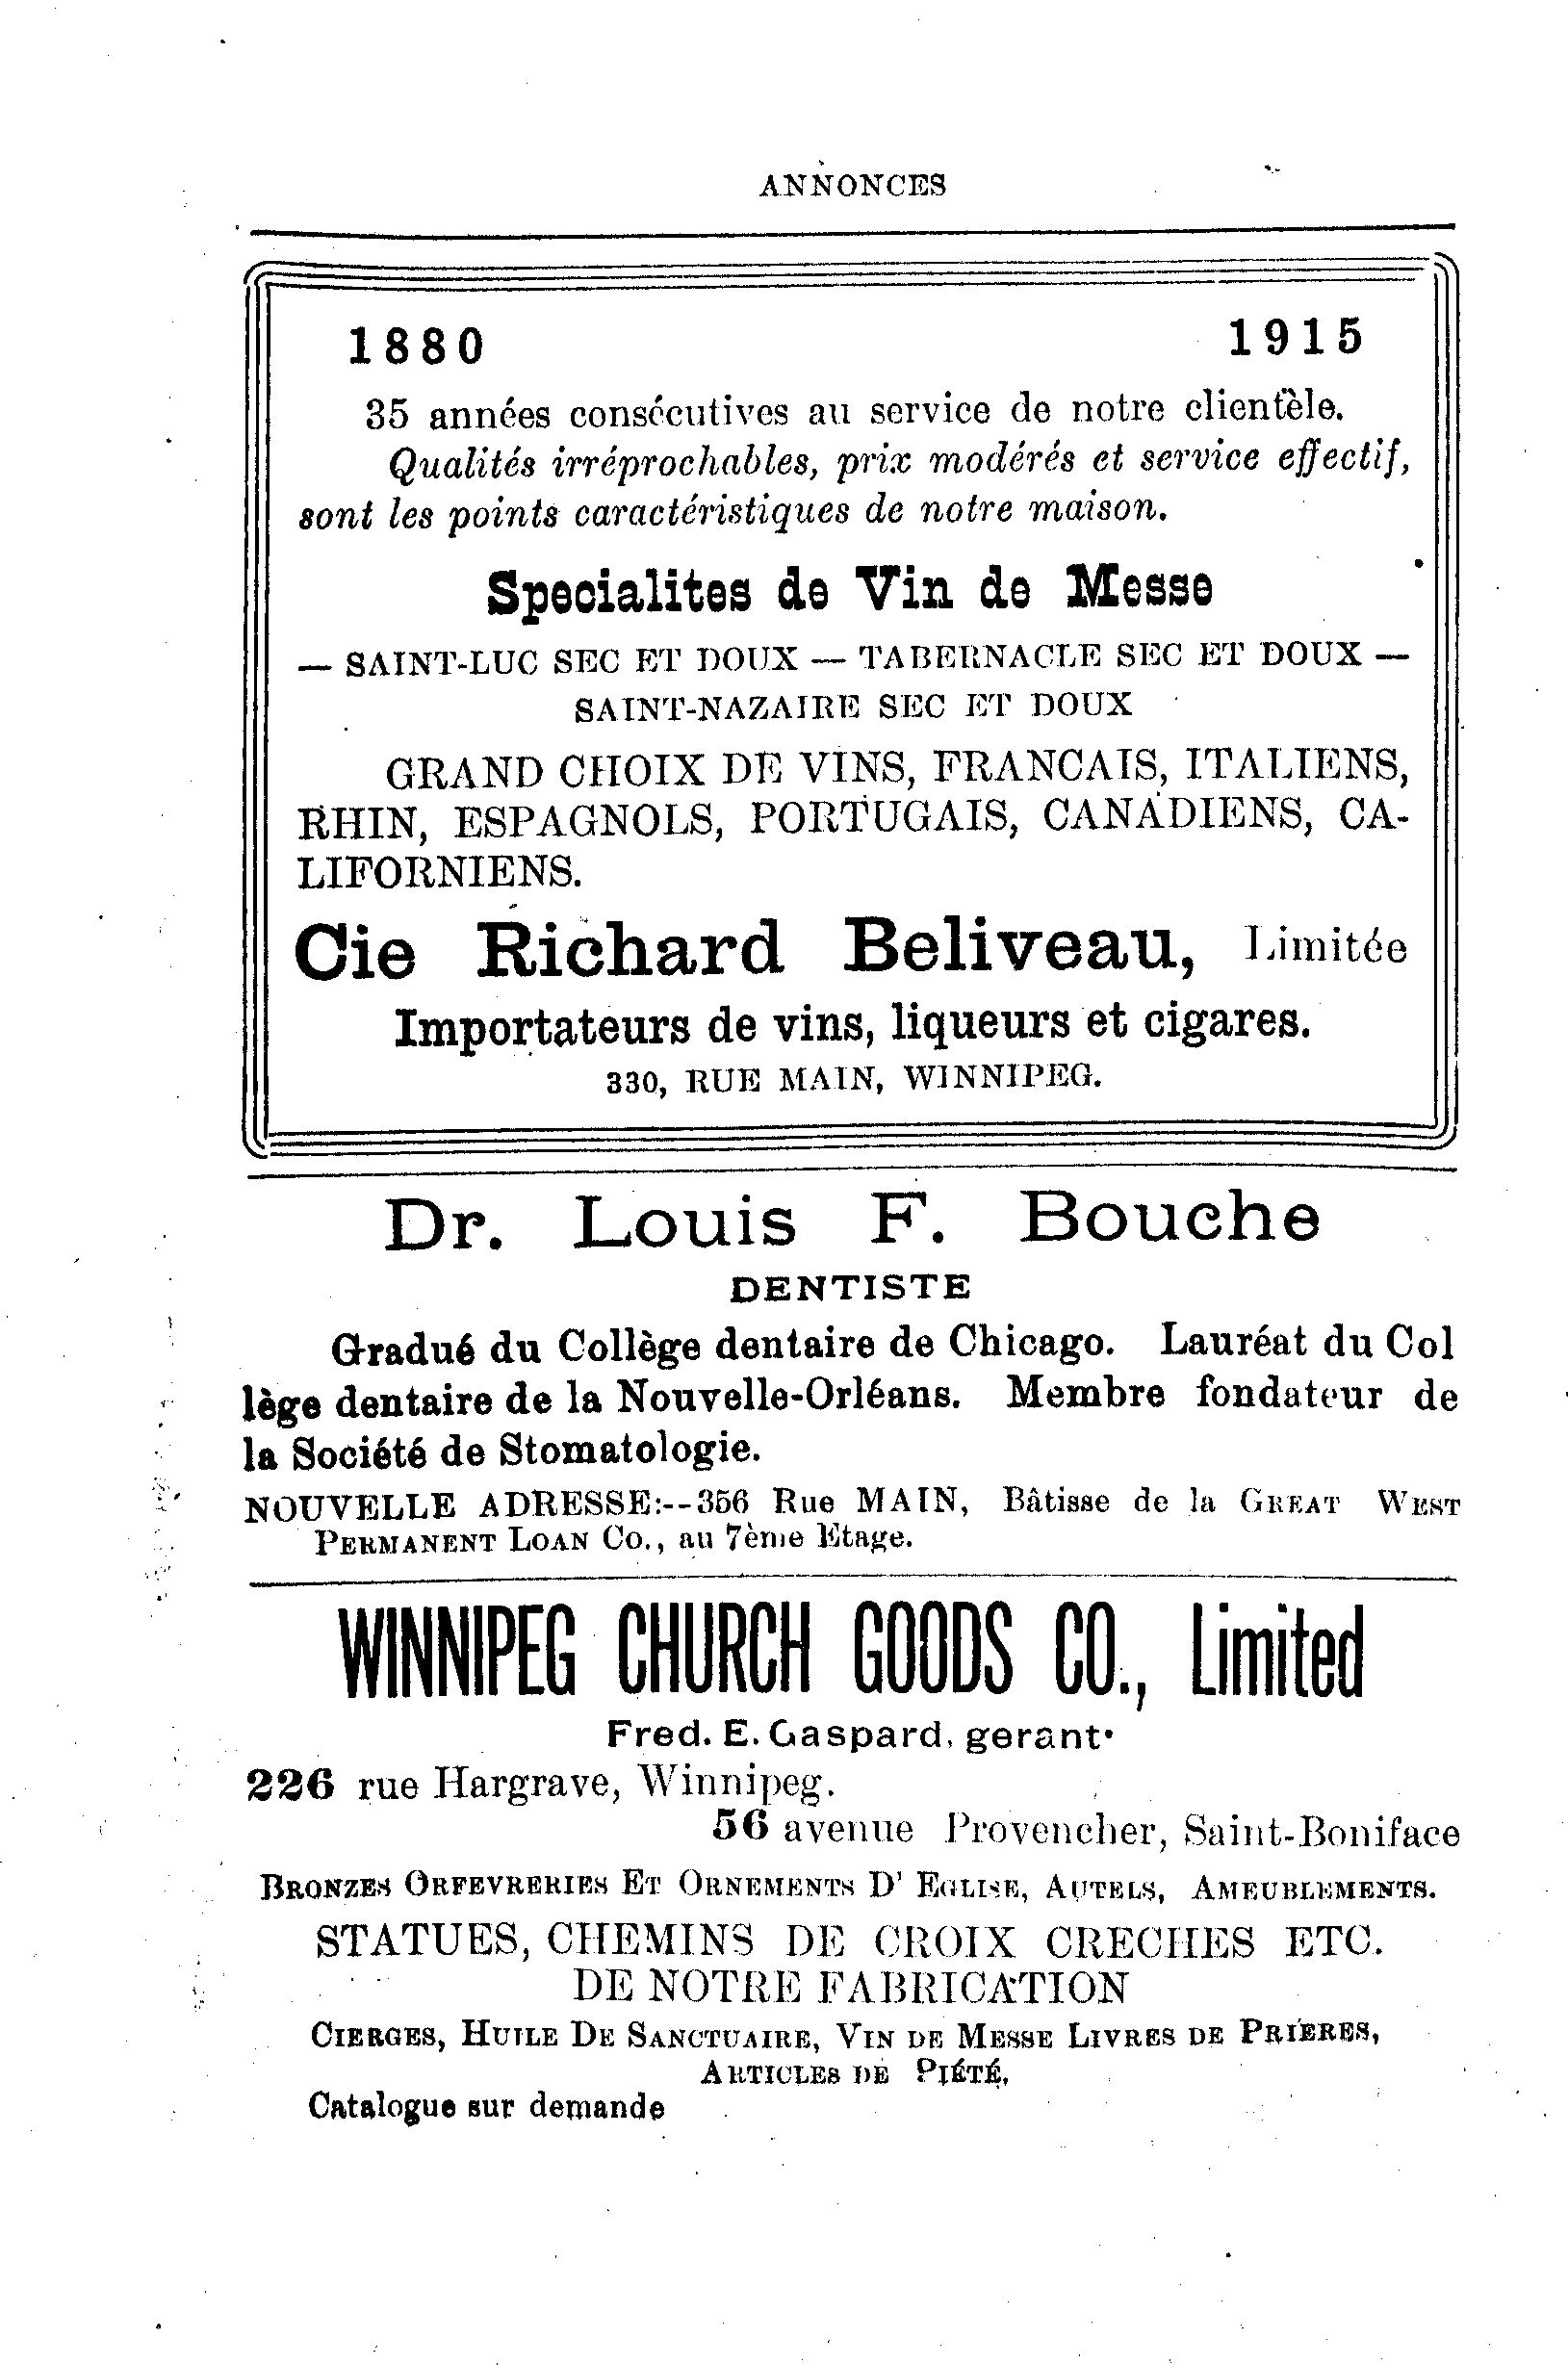 ANNONCES
1880 1915
35 années consécutives au service de notre clientèle.
Qualités irréprochables, prix modérés et service effectif,
sont les points caractéristiques de notre maison.
Specialites de Vin de Messe
— SAINT-LUC SEC ET DOUX — TABERNACLE SEC ET DOUX —
SAINT-NAZAIRE SEC ET DOUX
GRAND CHOIX DE VINS, FRANCAIS, ITALIENS,
RHIN, ESPAGNOLS, PORTUGAIS, CANADIENS, CA-
LIFORNIENS.
Cie Richard Beliveau, Limitée
Importateurs de vins, liqueurs et cigares.
330, RUE MAIN, WINNIPEG.
Dr. Louis F. Bouche
DENTISTE
Gradué du Collège dentaire de Chicago. Lauréat du Col
lège dentaire de la Nouvelle-Orléans. Membre fondateur de
la Société de Stomatologie.
NOUVELLE ADRESSE:--356 Rue MAIN, Bâtisse de la GREAT WEST
PERMANENT LOAN CO., au 7ème Etage.
WINNIPEG CHURCH GOODS CO., Limited
Fred. E. Gaspard, gerant.
226 rue Hargrave, Winnipeg.
56 avenue Provencher, Saint-Boniface
BRONZES ORFEVRERIES ET ORNEMENTS D' EGLISE, AUTELS, AMEUBLEMENTS.
STATUES, CHEMINS DE CROIX CRECHES ETC.
DE NOTRE FABRICATION
CIERGES, HUILE DE SANCTUAIRE, VIN DE MESSE LIVRES DE PRIERES,
ARTICLES DE PIÉTÉ,
Catalogue sur demande